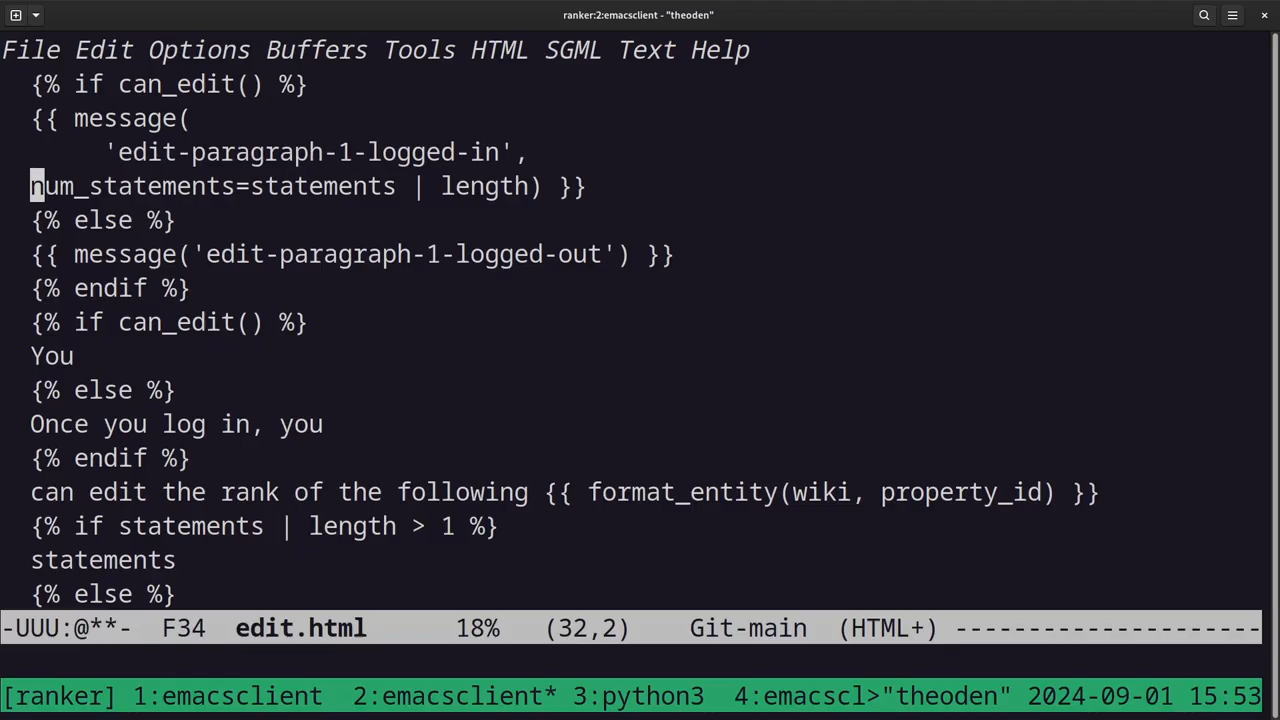 ranker:2:emacsclient - "theoden"
File Edit Options Buffers Tools HTML SGML Text Help
  {% if can_edit() %}
  {{ message(
       'edit-paragraph-1-logged-in',
  num_statements=statements | length) }}
  {% else %}
  {{ message('edit-paragraph-1-logged-out') }}
  {% endif %}
  {% if can_edit() %}
  You
  {% else %}
  Once you log in, you
  {% endif %}
  can edit the rank of the following {{ format_entity(wiki, property_id) }}
  {% if statements | length > 1 %}
  statements
  {% else %}
-UUU:@**-  F34  edit.html      18%   (32,2)    Git-main  (HTML+) ---------------------
[ranker] 1:emacsclient  2:emacsclient* 3:python3  4:emacscl>"theoden" 2024-09-01 15:53